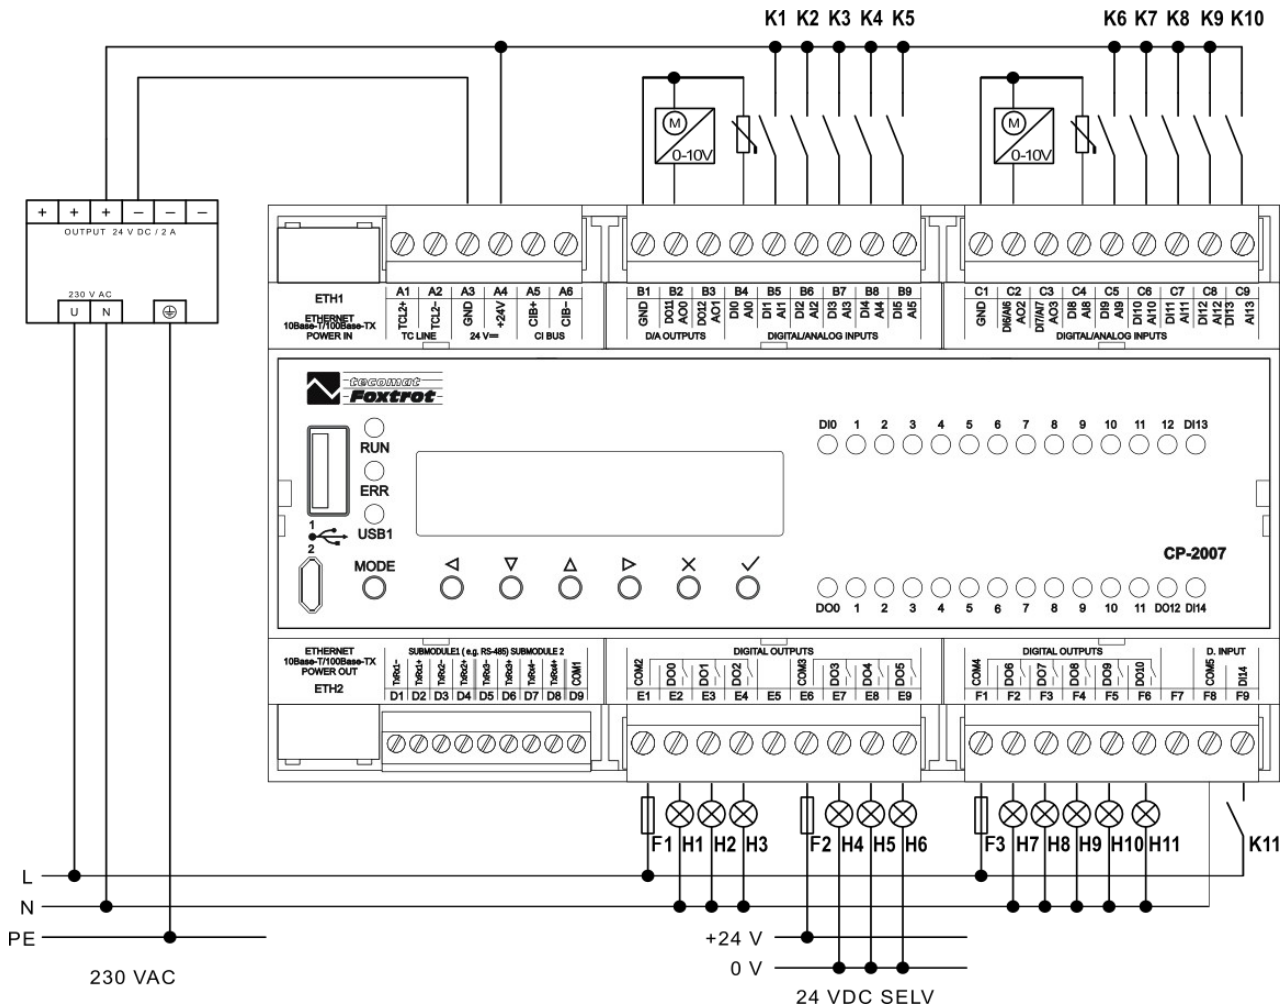 K1 K2 K3 K4 K5 K6 K7 K8 K9 K10
M 0-10V M 0-10V
+ + + – – –
OUTPUT 24 V DC / 2 A
230 V AC
U N
ETH1
ETHERNET
10Base-T/100Base-TX
POWER IN
A1 A2 A3 A4 A5 A6
TCL2+ TCL2- GND +24V CIB+ CIB-
TC LINE 24 V CI BUS
B1 B2 B3 B4 B5 B6 B7 B8 B9
GND DO11 AO0 DO12 AO1 DI0 AI0 DI1 AI1 DI2 AI2 DI3 AI3 DI4 AI4 DI5 AI5
D/A OUTPUTS DIGITAL/ANALOG INPUTS
C1 C2 C3 C4 C5 C6 C7 C8 C9
GND DI6/AI6 AO2 DI7/AI7 AO3 DI8 AI8 DI9 AI9 DI10 AI10 DI11 AI11 DI12 AI12 DI13 AI13
DIGITAL/ANALOG INPUTS
tecomat
Foxtrot
RUN
ERR
USB1
1
2
MODE
DI0 1 2 3 4 5 6 7 8 9 10 11 12 DI13
CP-2007
DO0 1 2 3 4 5 6 7 8 9 10 11 DO12 DI14
ETHERNET
10Base-T/100Base-TX
POWER OUT
ETH2
SUBMODULE1 ( e.g. RS-485) SUBMODULE 2
TxRx1- TxRx1+ TxRx2- TxRx2+ TxRx3- TxRx3+ TxRx4- TxRx4+ COM1
D1 D2 D3 D4 D5 D6 D7 D8 D9
DIGITAL OUTPUTS
COM2 DO0 DO1 DO2 COM3 DO3 DO4 DO5
E1 E2 E3 E4 E5 E6 E7 E8 E9
DIGITAL OUTPUTS D. INPUT
COM4 DO6 DO7 DO8 DO9 DO10 COM5 DI14
F1 F2 F3 F4 F5 F6 F7 F8 F9
F1 H1 H2 H3 F2 H4 H5 H6 F3 H7 H8 H9 H10 H11 K11
L
N
PE
230 VAC
+24 V
0 V
24 VDC SELV